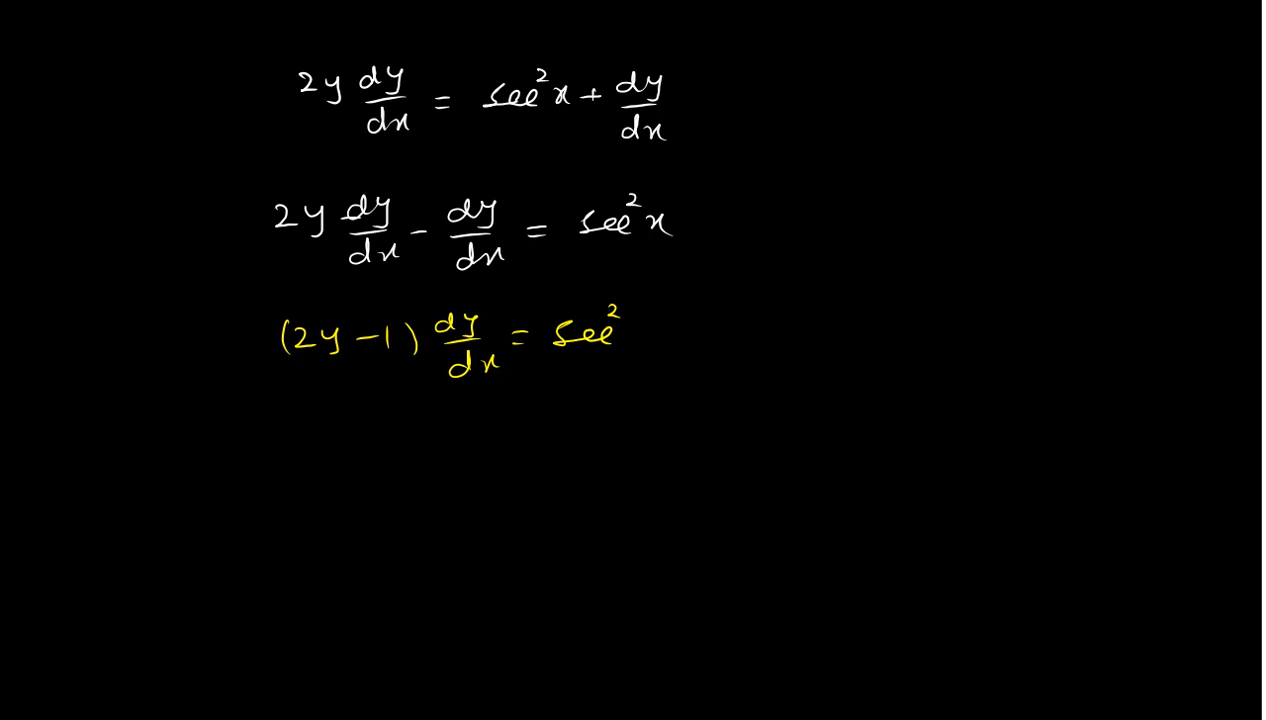 2y dy/dx = sec²x + dy/dx
2y dy/dx - dy/dx = sec²x
(2y - 1) dy/dx = sec²